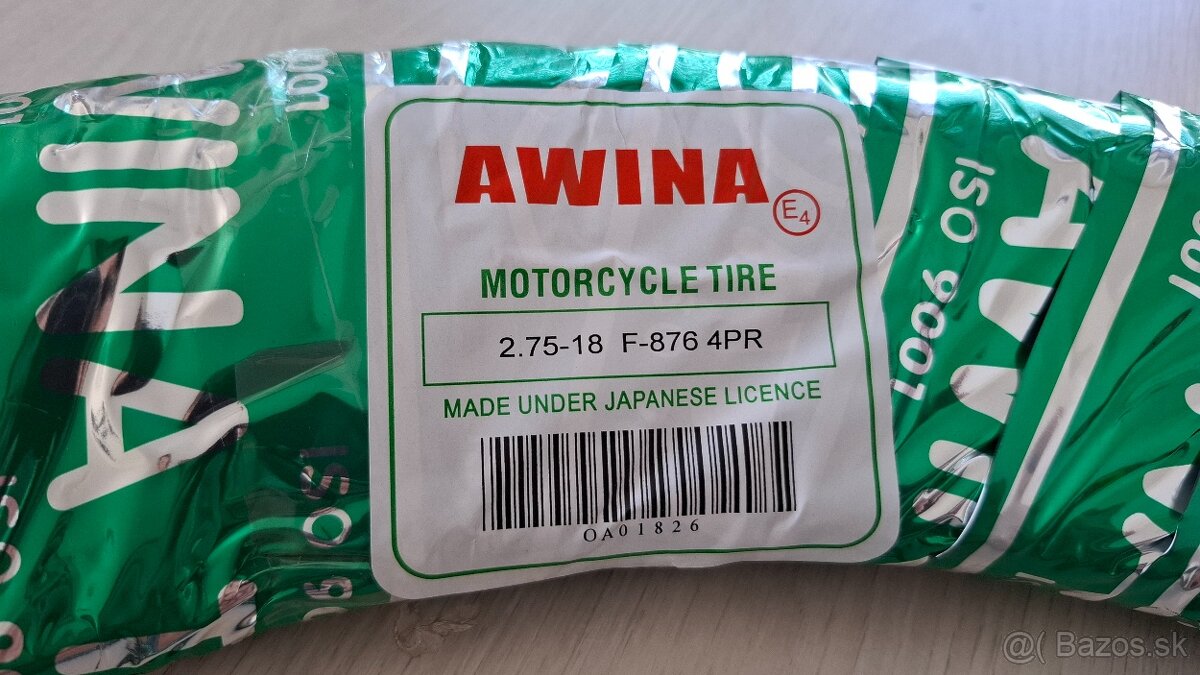 AWINA
E4
MOTORCYCLE TIRE
2.75-18 F-876 4PR
MADE UNDER JAPANESE LICENCE
OA01826
ISO 9001
@( Bazos.sk